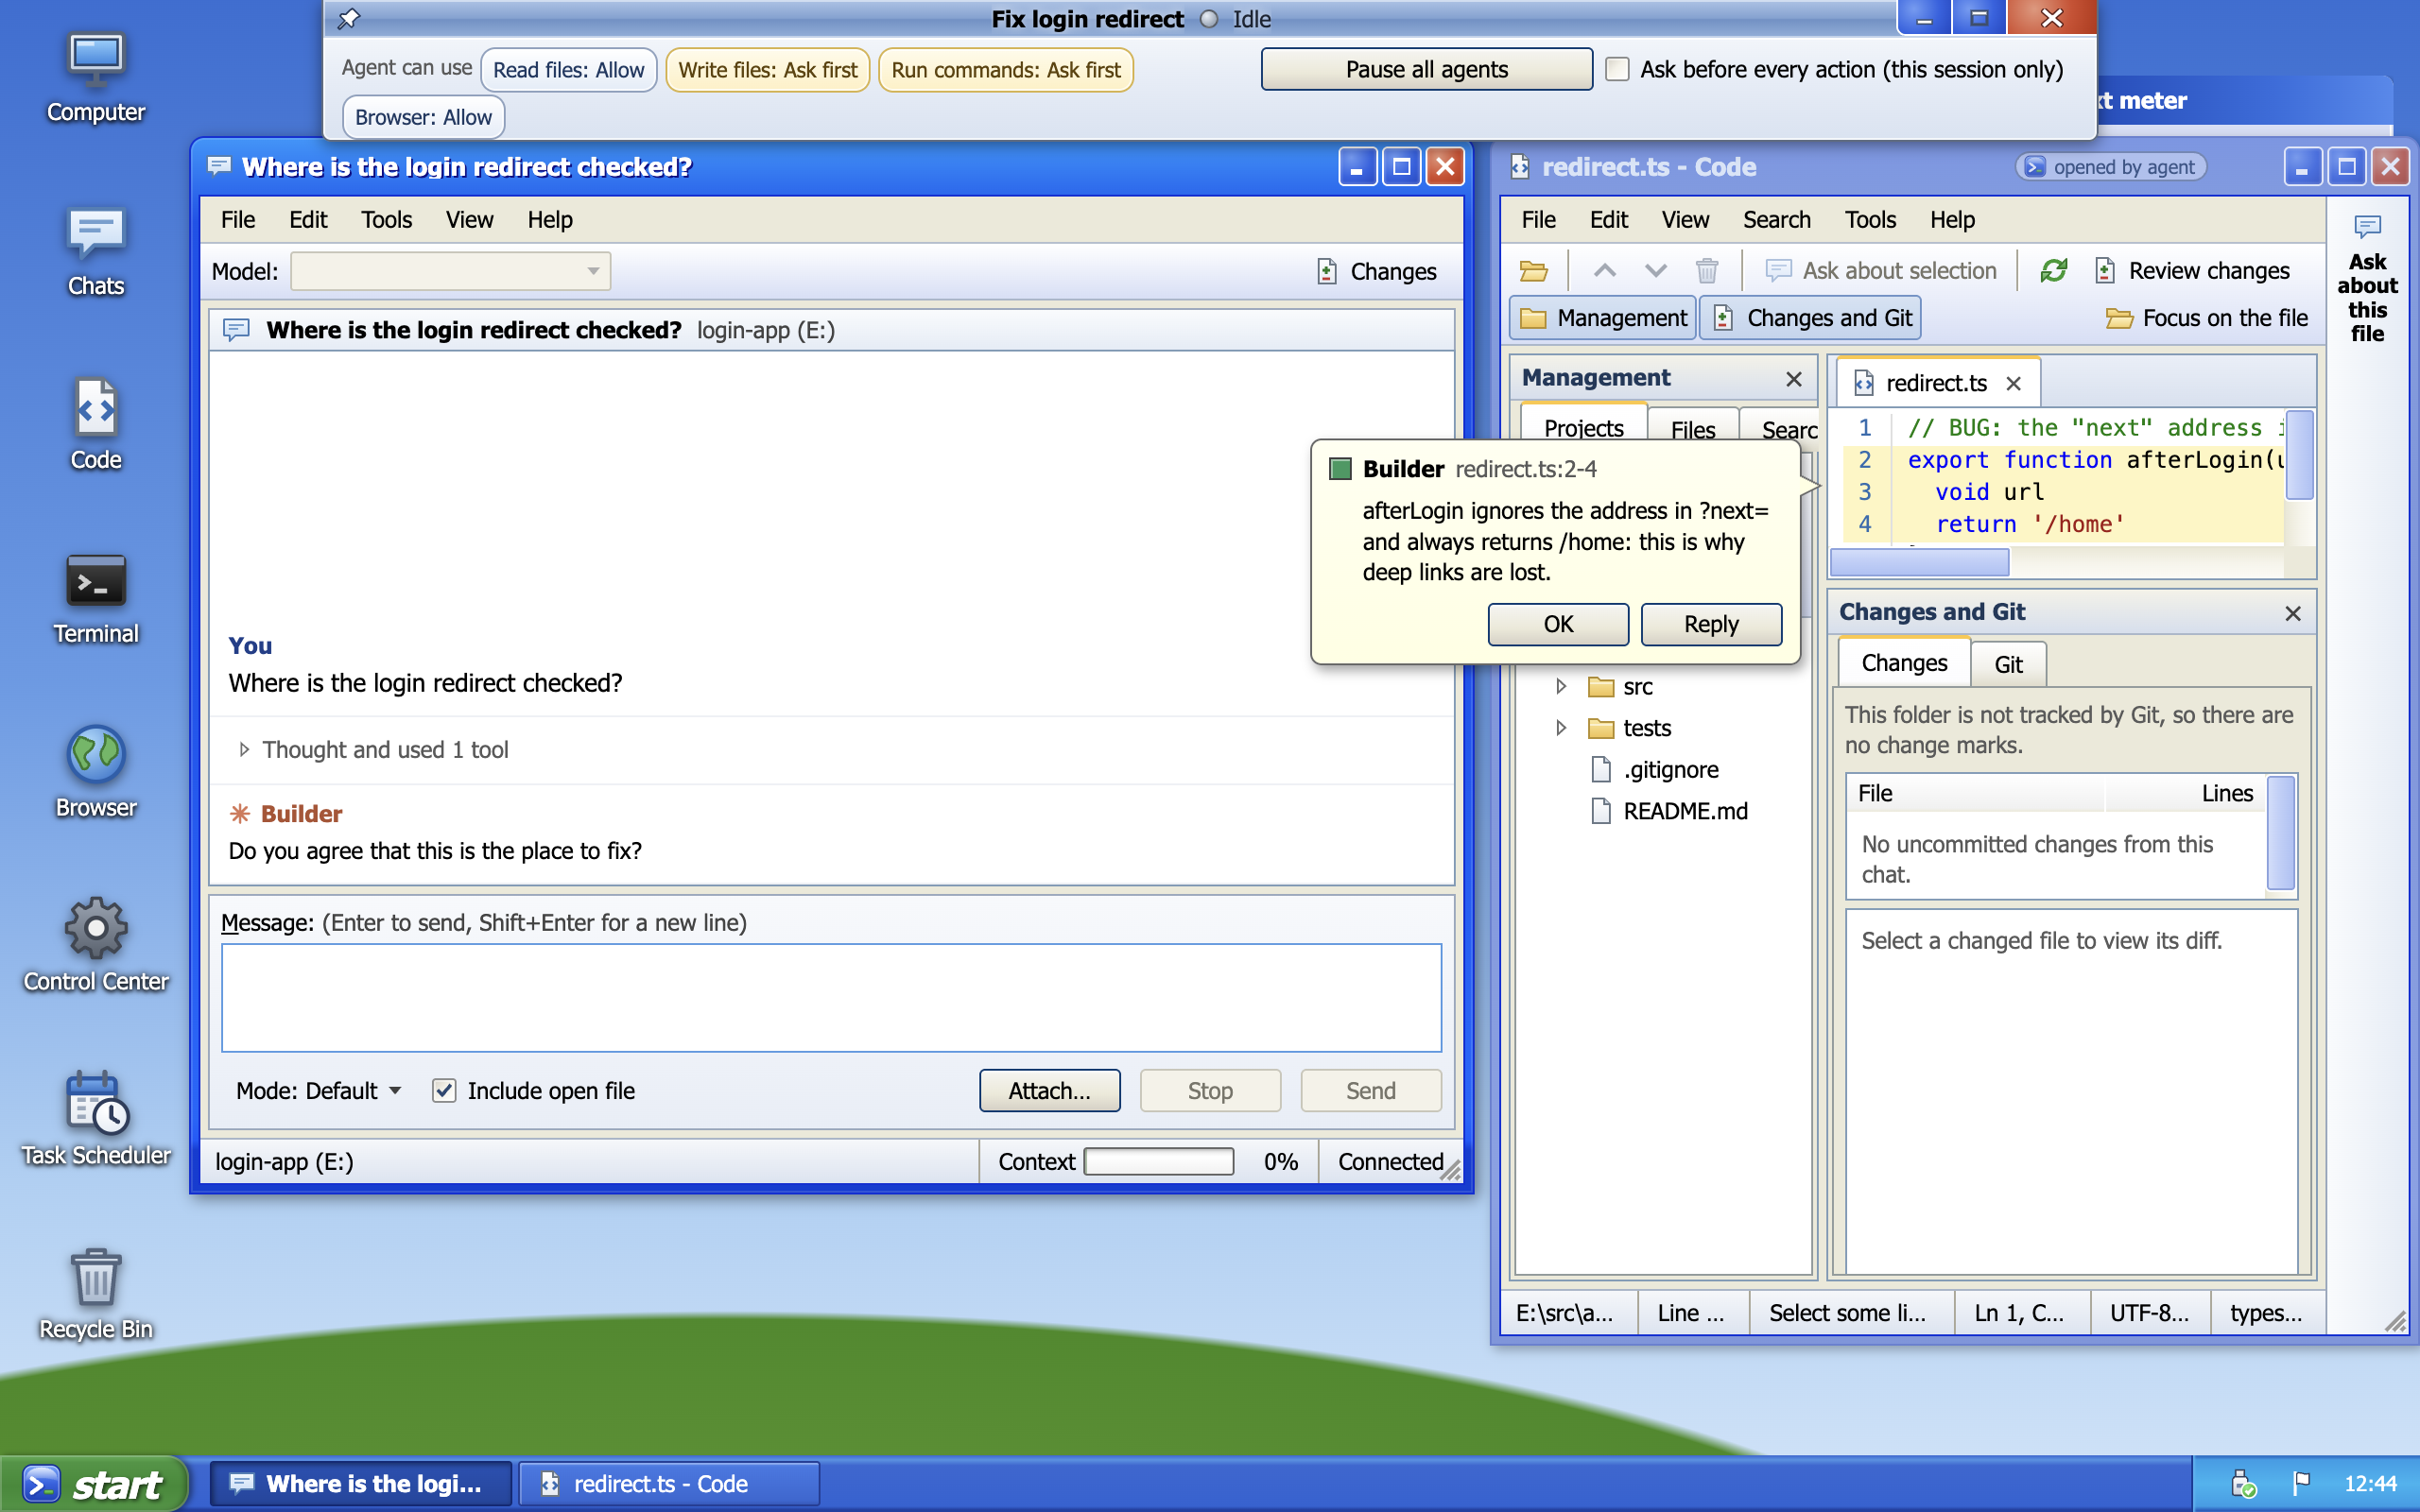 Fix login redirect Idle
Agent can use Read files: Allow Write files: Ask first Run commands: Ask first Pause all agents Ask before every action (this session only)
Browser: Allow
meter
Computer
Chats
Code
Terminal
Browser
Control Center
Task Scheduler
Recycle Bin
Where is the login redirect checked?
File Edit Tools View Help
Model: Changes
Where is the login redirect checked? login-app (E:)
You
Where is the login redirect checked?
Thought and used 1 tool
Builder
Do you agree that this is the place to fix?
Message: (Enter to send, Shift+Enter for a new line)
Mode: Default Include open file Attach... Stop Send
login-app (E:) Context 0% Connected
redirect.ts - Code opened by agent
File Edit View Search Tools Help
Ask about selection Review changes
Management Changes and Git Focus on the file
Ask
about
this
file
Management
Projects Files Searc
Builder redirect.ts:2-4
afterLogin ignores the address in ?next=
and always returns /home: this is why
deep links are lost.
OK Reply
src
tests
.gitignore
README.md
redirect.ts
1 // BUG: the "next" address
2 export function afterLogin(
3 void url
4 return '/home'
Changes and Git
Changes Git
This folder is not tracked by Git, so there are
no change marks.
File Lines
No uncommitted changes from this
chat.
Select a changed file to view its diff.
E:\src\a... Line ... Select some li... Ln 1, C... UTF-8... types...
start Where is the logi... redirect.ts - Code 12:44